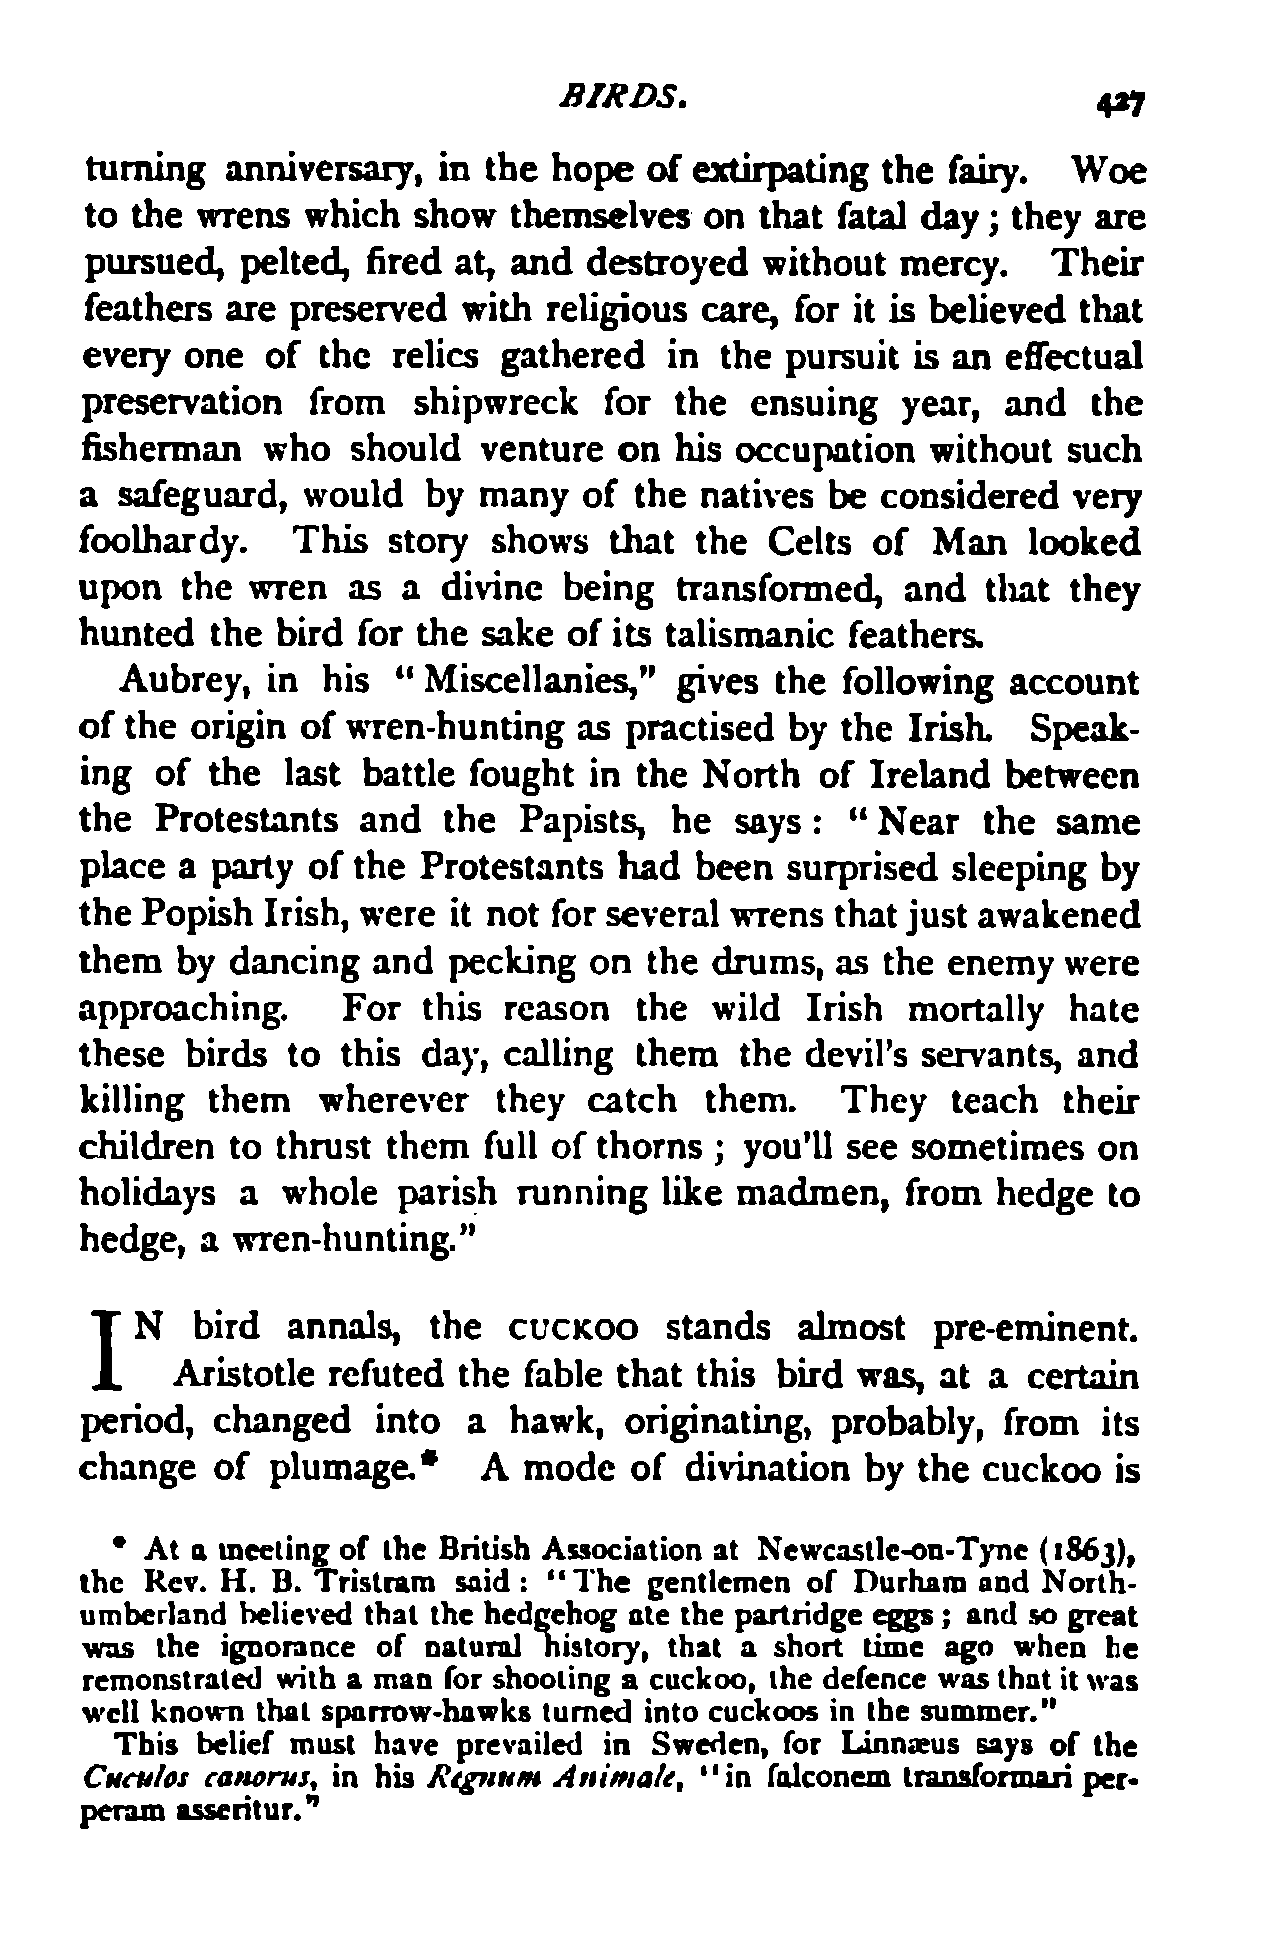 BIRDS. 427
turning anniversary, in the hope of extirpating the fairy. Woe
to the wrens which show themselves on that fatal day ; they are
pursued, pelted, fired at, and destroyed without mercy. Their
feathers are preserved with religious care, for it is believed that
every one of the relics gathered in the pursuit is an effectual
preservation from shipwreck for the ensuing year, and the
fisherman who should venture on his occupation without such
a safeguard, would by many of the natives be considered very
foolhardy. This story shows that the Celts of Man looked
upon the wren as a divine being transformed, and that they
hunted the bird for the sake of its talismanic feathers.
Aubrey, in his “ Miscellanies,” gives the following account
of the origin of wren-hunting as practised by the Irish. Speak-
ing of the last battle fought in the North of Ireland between
the Protestants and the Papists, he says : “ Near the same
place a party of the Protestants had been surprised sleeping by
the Popish Irish, were it not for several wrens that just awakened
them by dancing and pecking on the drums, as the enemy were
approaching. For this reason the wild Irish mortally hate
these birds to this day, calling them the devil's servants, and
killing them wherever they catch them. They teach their
children to thrust them full of thorns ; you'll see sometimes on
holidays a whole parish running like madmen, from hedge to
hedge, a wren-hunting.”
IN bird annals, the CUCKOO stands almost pre-eminent.
Aristotle refuted the fable that this bird was, at a certain
period, changed into a hawk, originating, probably, from its
change of plumage.* A mode of divination by the cuckoo is
* At a meeting of the British Association at Newcastle-on-Tyne (1863),
the Rev. H. B. Tristram said : “The gentlemen of Durham and North-
umberland believed that the hedgehog ate the partridge eggs ; and so great
was the ignorance of natural history, that a short time ago when he
remonstrated with a man for shooting a cuckoo, the defence was that it was
well known that sparrow-hawks turned into cuckoos in the summer.”
This belief must have prevailed in Sweden, for Linnæus says of the
Cuculos canorus, in his Regnum Animale, “in falconem transformari per-
peram asseritur.”